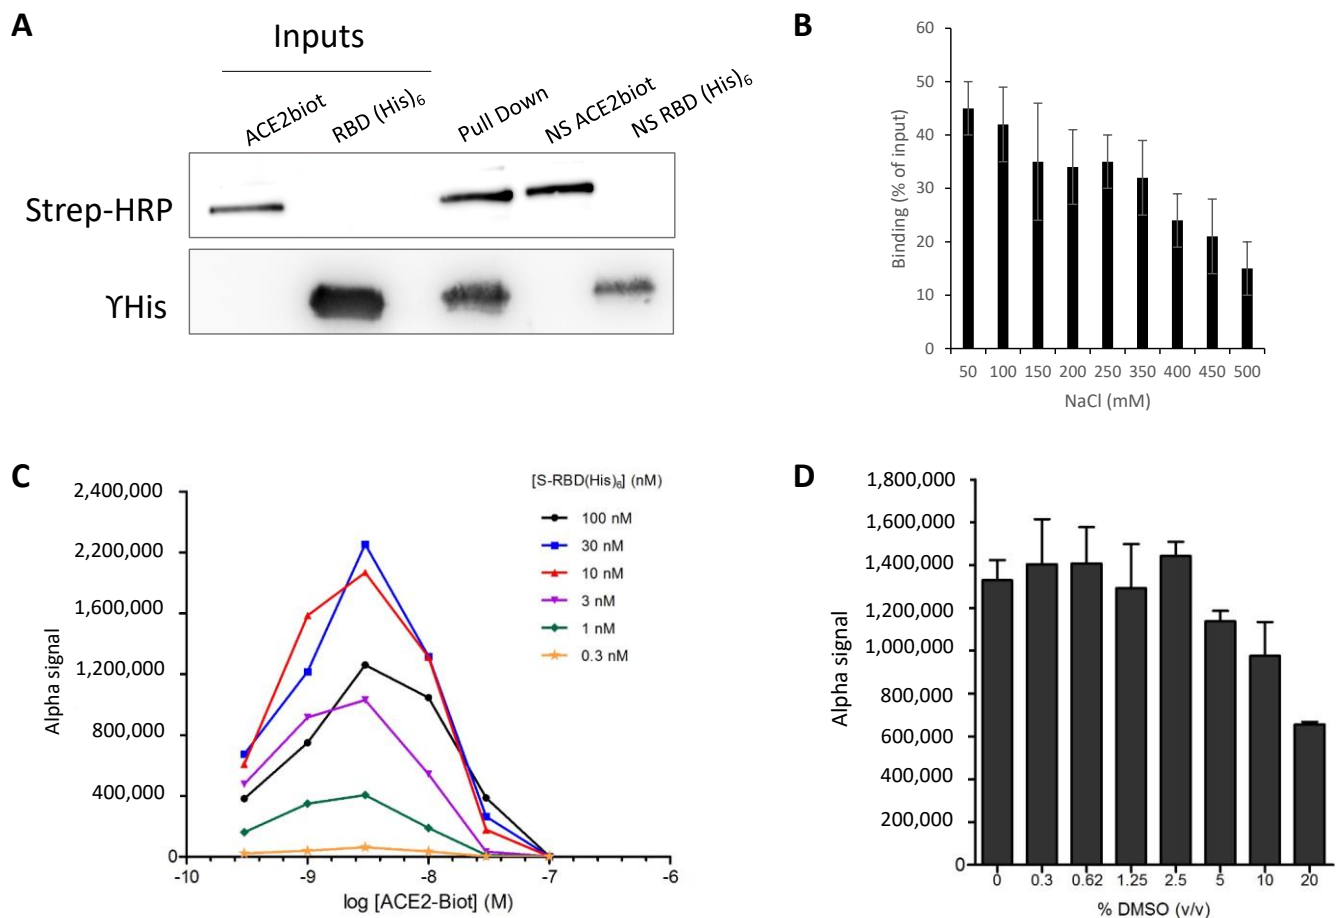 A
Inputs
ACE2biot
RBD (His)₆
Pull Down
NS ACE2biot
NS RBD (His)₆
Strep-HRP
ϒHis
B
60
50
40
30
20
10
0
Binding (% of input)
50 100 150 200 250 350 400 450 500
NaCl (mM)
C
2,400,000
2,200,000
1,600,000
1,200,000
800,000
400,000
0
Alpha signal
-10 -9 -8 -7 -6
log [ACE2-Biot] (M)
[S-RBD(His)₆] (nM)
100 nM
30 nM
10 nM
3 nM
1 nM
0.3 nM
D
1,800,000
1,600,000
1,400,000
1,200,000
1,000,000
800,000
600,000
400,000
200,000
0
Alpha signal
0 0.3 0.62 1.25 2.5 5 10 20
% DMSO (v/v)